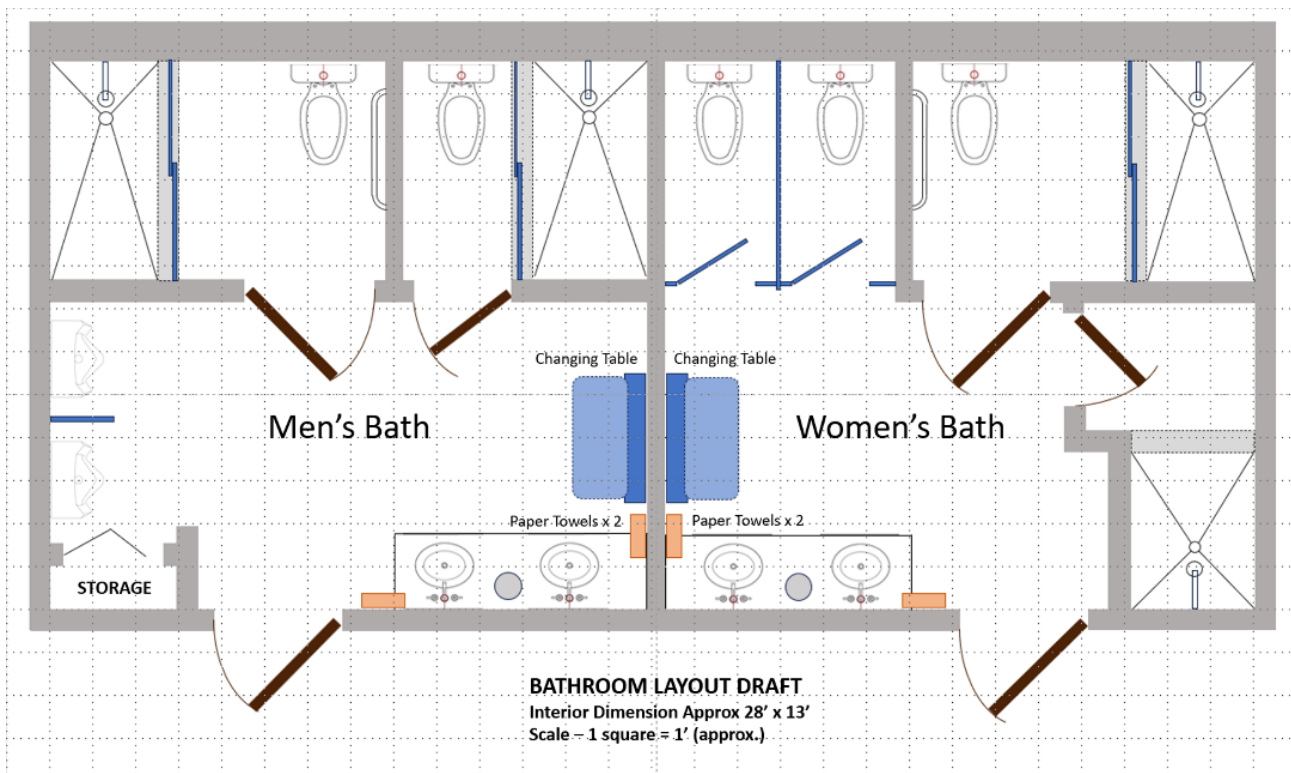 Changing Table
Changing Table
Men’s Bath
Women’s Bath
Paper Towels x 2
Paper Towels x 2
STORAGE
BATHROOM LAYOUT DRAFT
Interior Dimension Approx 28’ x 13’
Scale – 1 square = 1’ (approx.)